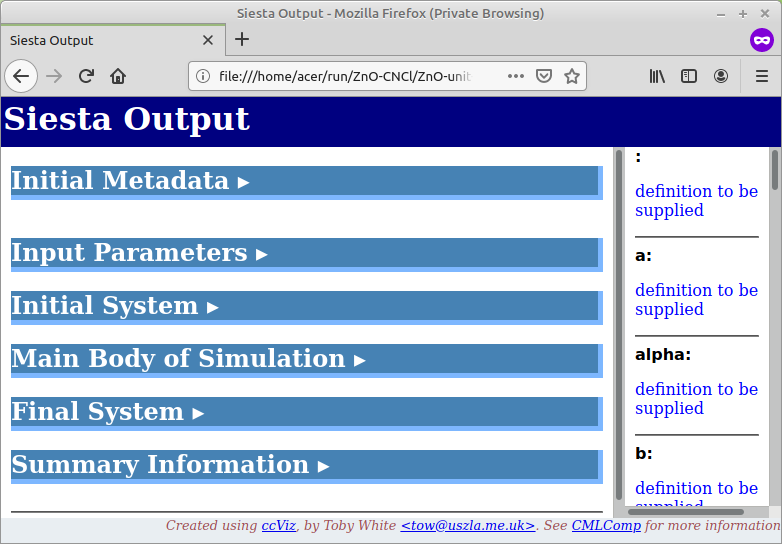 Siesta Output - Mozilla Firefox (Private Browsing)
Siesta Output
file:///home/acer/run/ZnO-CNCl/ZnO-unit
Siesta Output
Initial Metadata ▸
Input Parameters ▸
Initial System ▸
Main Body of Simulation ▸
Final System ▸
Summary Information ▸
:
definition to be
supplied
a:
definition to be
supplied
alpha:
definition to be
supplied
b:
definition to be
supplied
Created using ccViz, by Toby White <tow@uszla.me.uk>. See CMLComp for more information